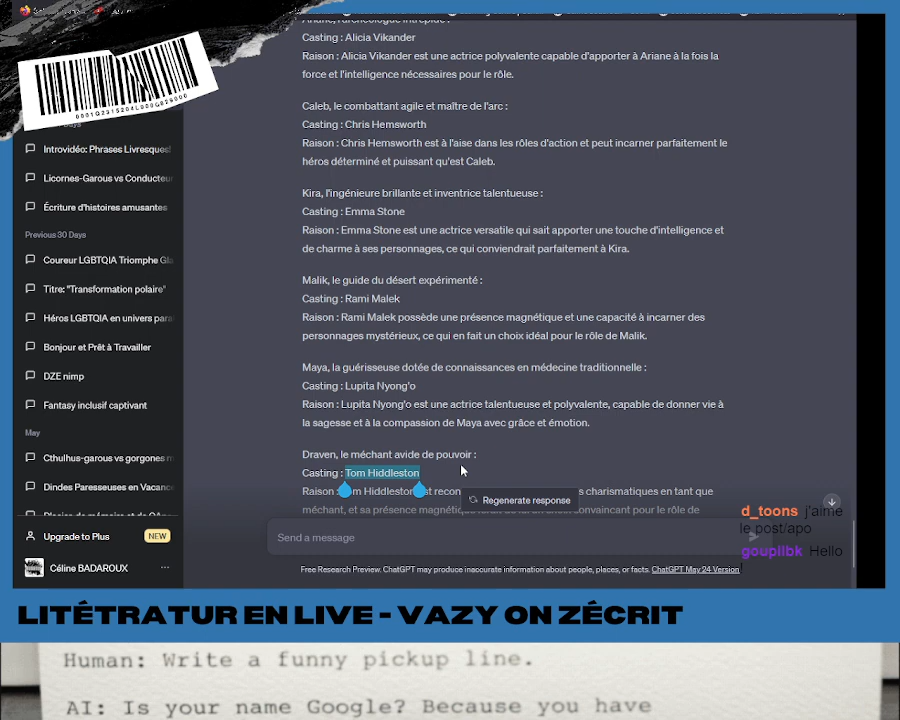 Ariane, l'archéologue intrépide :
Casting : Alicia Vikander
Raison : Alicia Vikander est une actrice polyvalente capable d'apporter à Ariane à la fois la
force et l'intelligence nécessaires pour le rôle.
Caleb, le combattant agile et maître de l'arc :
Casting : Chris Hemsworth
Raison : Chris Hemsworth est à l'aise dans les rôles d'action et peut incarner parfaitement le
héros déterminé et puissant qu'est Caleb.
Kira, l'ingénieure brillante et inventrice talentueuse :
Casting : Emma Stone
Raison : Emma Stone est une actrice versatile qui sait apporter une touche d'intelligence et
de charme à ses personnages, ce qui conviendrait parfaitement à Kira.
Malik, le guide du désert expérimenté :
Casting : Rami Malek
Raison : Rami Malek possède une présence magnétique et une capacité à incarner des
personnages mystérieux, ce qui en fait un choix idéal pour le rôle de Malik.
Maya, la guérisseuse dotée de connaissances en médecine traditionnelle :
Casting : Lupita Nyong'o
Raison : Lupita Nyong'o est une actrice talentueuse et polyvalente, capable de donner vie à
la sagesse et à la compassion de Maya avec grâce et émotion.
Draven, le méchant avide de pouvoir :
Casting : Tom Hiddleston
Raison : Tom Hiddleston est recon
s charismatiques en tant que
méchant, et sa présence magnétique
convaincant pour le rôle de
Regenerate response
Send a message
Free Research Preview. ChatGPT may produce inaccurate information about people, places, or facts. ChatGPT May 24 Version
Days
Introvidéo: Phrases Livresques!
Licornes-Garous vs Conducteu
Écriture d'histoires amusantes
Previous 30 Days
Coureur LGBTQIA Triomphe Gla
Titre: "Transformation polaire"
Héros LGBTQIA en univers para
Bonjour et Prêt à Travailler
DZE nimp
Fantasy inclusif captivant
May
Cthulhus-garous vs gorgones m
Dindes Paresseuses en Vacanc
Upgrade to Plus
NEW
Céline BADAROUX
d_toons j'aime
le post/apo
goupilbk Hello
!
LITÉTRATUR EN LIVE - VAZY ON ZÉCRIT
Human: Write a funny pickup line.
AI: Is your name Google? Because you have